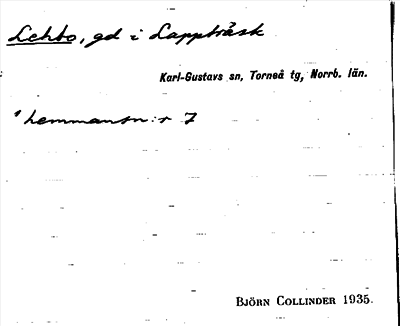 Lehto, gd i Lappträsk
Karl-Gustavs sn, Torneå tg, Norrb. län.
1 hemmansn:r 7
BJÖRN COLLINDER 1935.